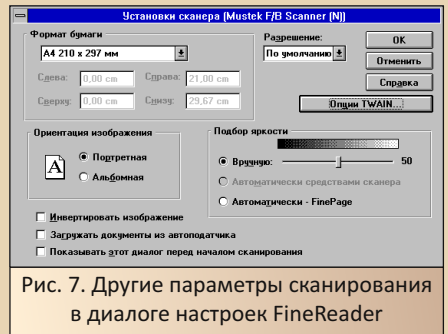 Установки сканера (Mustek F/B Scanner (N))
Формат бумаги
A4 210 x 297 мм
Слева: 0,00 cm Справа: 21,00 cm
Сверху: 0,00 cm Снизу: 29,67 cm
Разрешение:
По умолчанию
OK
Отменить
Справка
Опции TWAIN...
Ориентация изображения
A
Портретная
Альбомная
Подбор яркости
Вручную: 50
Автоматически средствами сканера
Автоматически - FinePage
Инвертировать изображение
Загружать документы из автоподатчика
Показывать этот диалог перед началом сканирования
Рис. 7. Другие параметры сканирования
в диалоге настроек FineReader